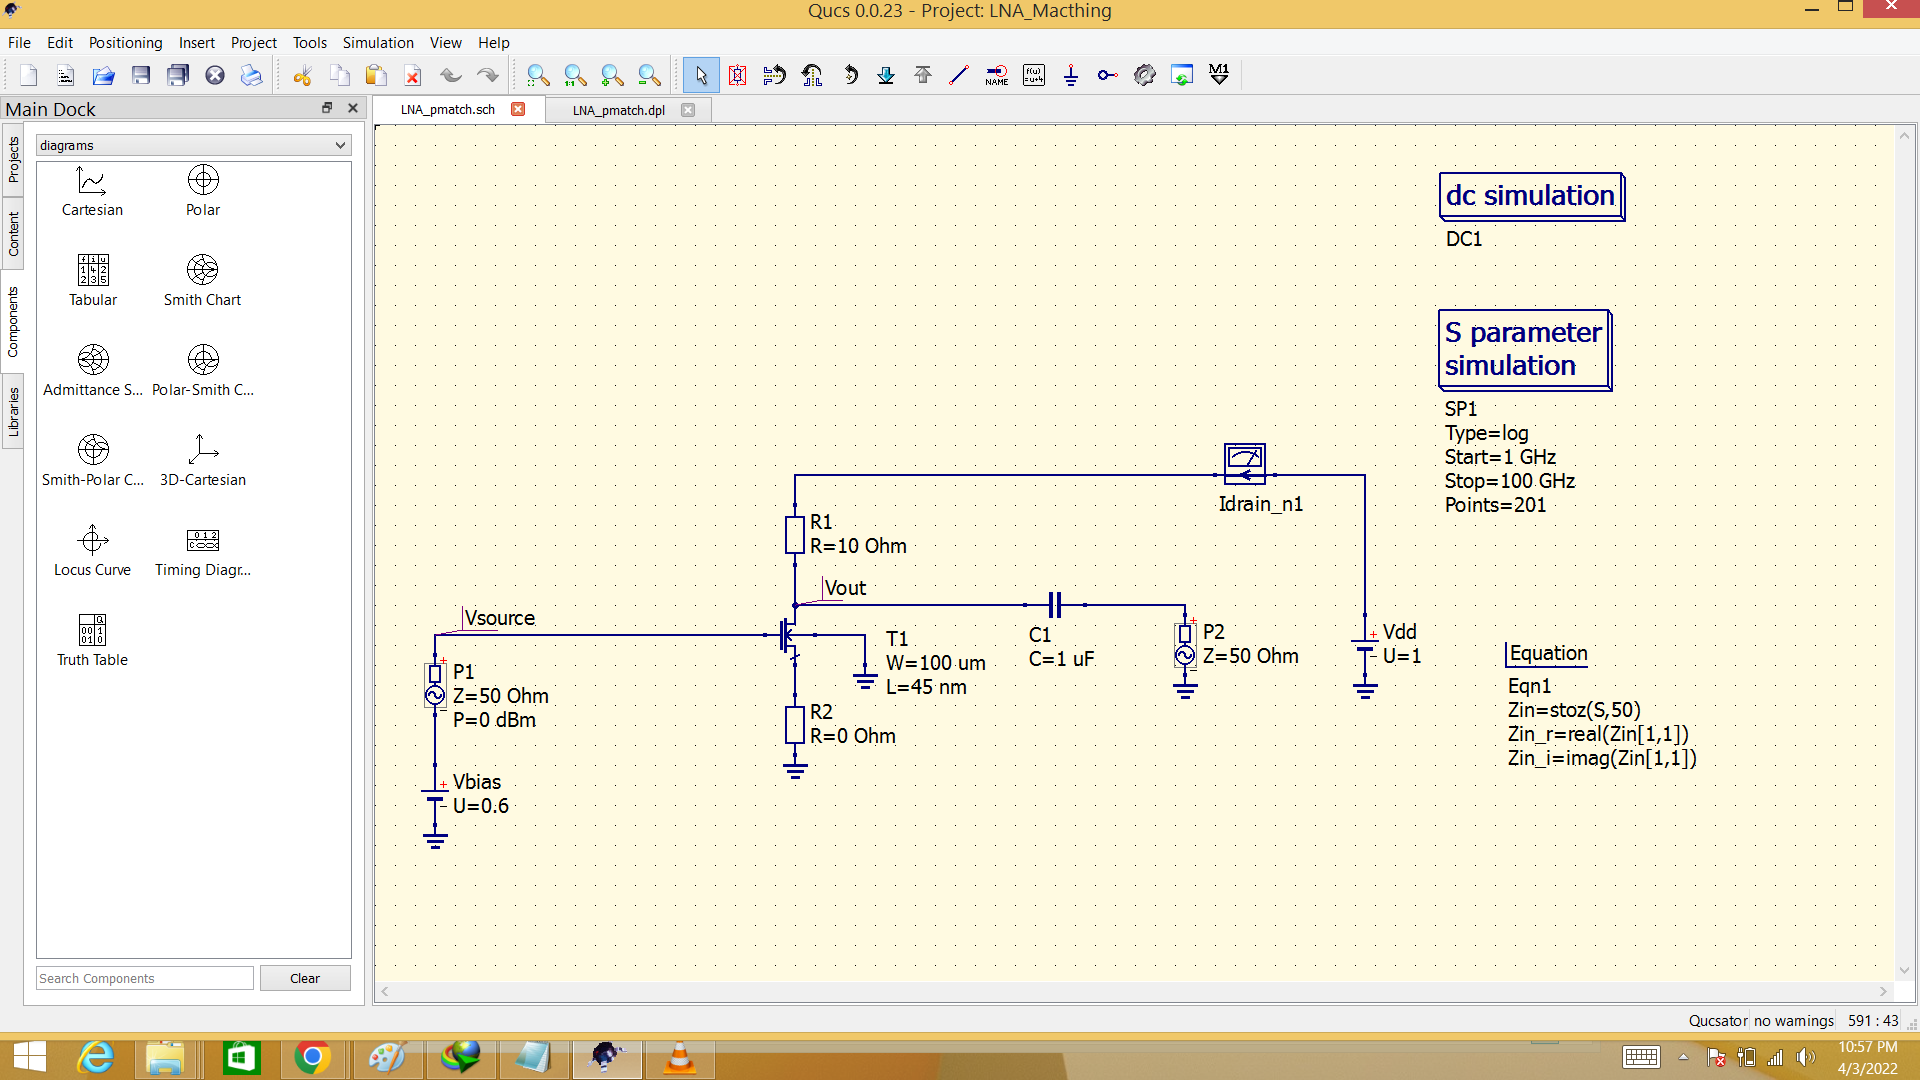 Qucs 0.0.23 - Project: LNA_Macthing
File Edit Positioning Insert Project Tools Simulation View Help
1:1
NAME
f(u)
=u+4
M1
Main Dock
LNA_pmatch.sch
LNA_pmatch.dpl
Projects
Content
Components
Libraries
diagrams
Cartesian
Polar
Tabular
Smith Chart
Admittance S...
Polar-Smith C...
Smith-Polar C...
3D-Cartesian
Locus Curve
Timing Diagr...
Truth Table
Search Components
Clear
dc simulation
DC1
S parameter
simulation
SP1
Type=log
Start=1 GHz
Stop=100 GHz
Points=201
Idrain_n1
R1
R=10 Ohm
Vout
Vsource
T1
W=100 um
L=45 nm
C1
C=1 uF
P2
Z=50 Ohm
Vdd
U=1
P1
Z=50 Ohm
P=0 dBm
R2
R=0 Ohm
Vbias
U=0.6
Equation
Eqn1
Zin=stoz(S,50)
Zin_r=real(Zin[1,1])
Zin_i=imag(Zin[1,1])
Qucsator no warnings 591 : 43
10:57 PM
4/3/2022